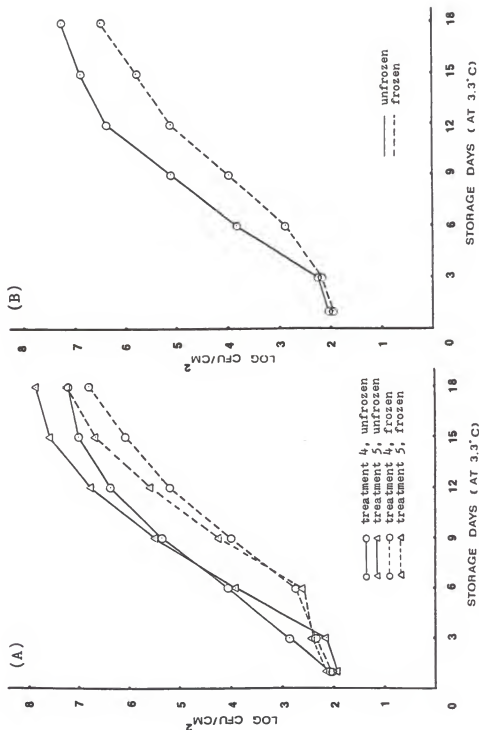 (A)
LOG CFU/CM²
8
7
6
5
4
3
2
1
0
3
6
9
12
15
18
STORAGE DAYS ( AT 3.3°C)
treatment 4, unfrozen
treatment 5, unfrozen
treatment 4, frozen
treatment 5, frozen
(B)
LOG CFU/CM²
8
7
6
5
4
3
2
1
0
3
6
9
12
15
18
STORAGE DAYS ( AT 3.3°C)
unfrozen
frozen